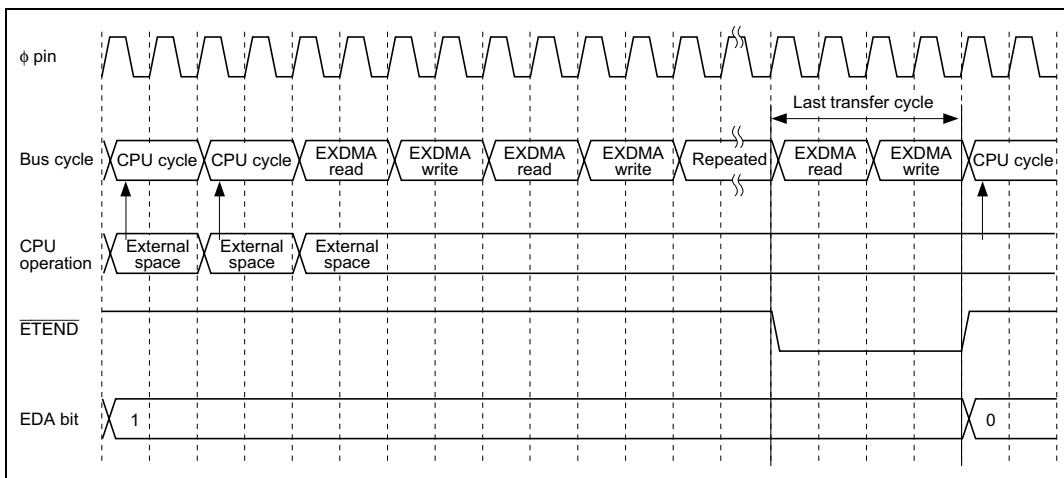 φ pin
Last transfer cycle
Bus cycle
CPU cycle
CPU cycle
EXDMA
read
EXDMA
write
EXDMA
read
EXDMA
write
Repeated
EXDMA
read
EXDMA
write
CPU cycle
CPU
operation
External
space
External
space
External
space
ETEND
EDA bit
1
0